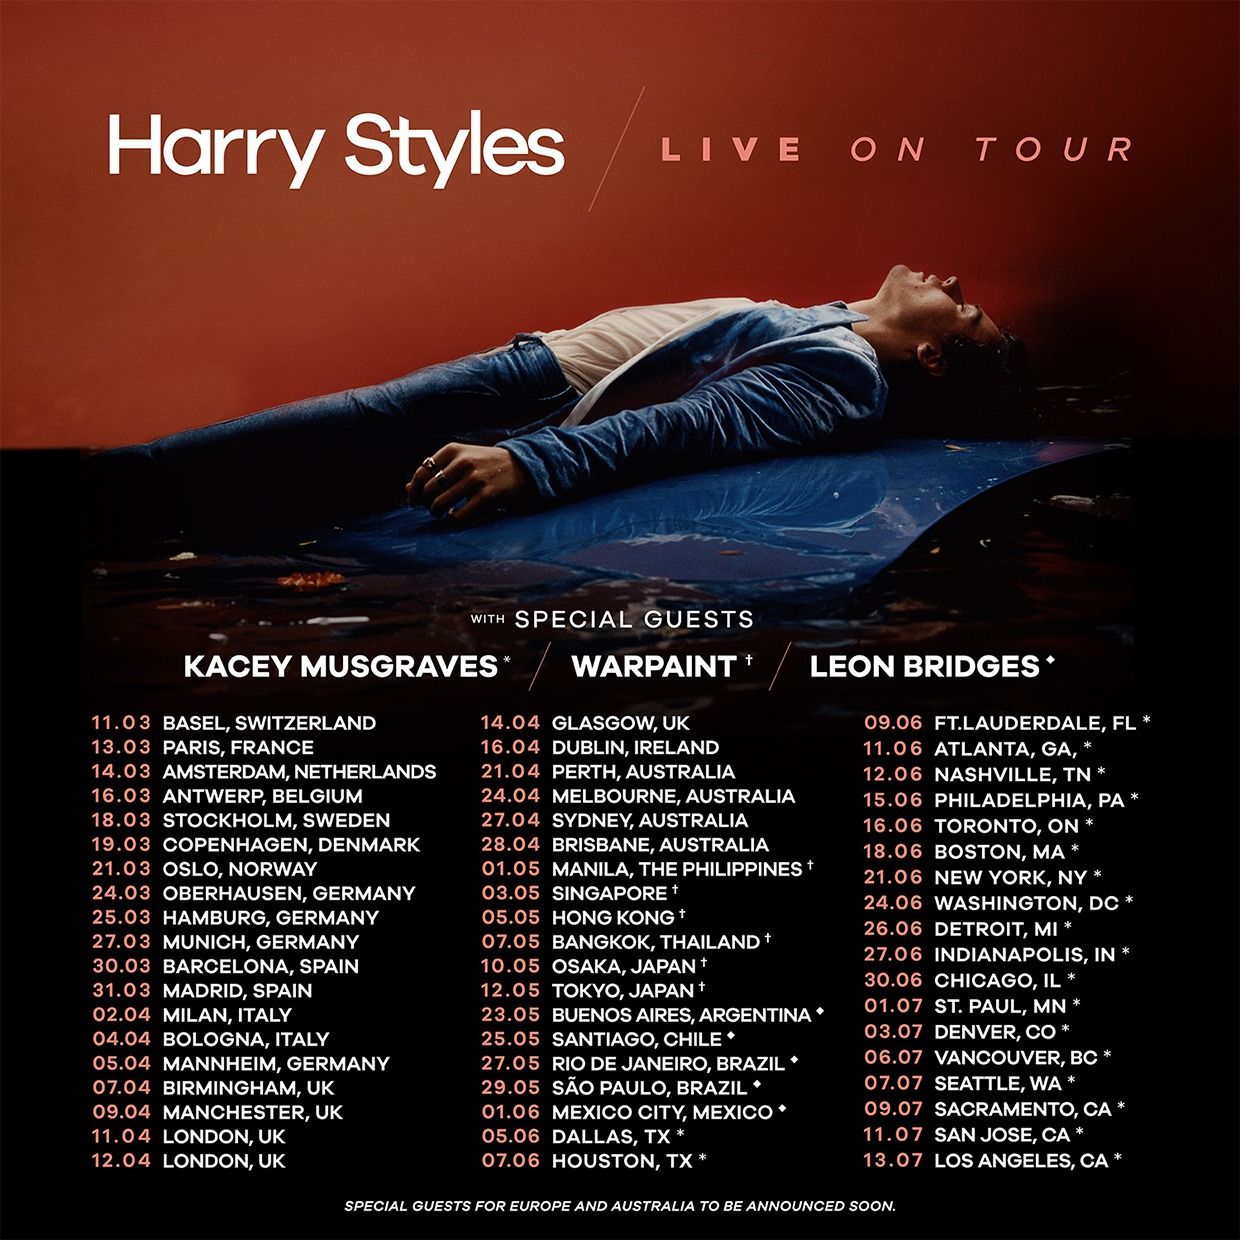 Harry Styles / LIVE ON TOUR
WITH SPECIAL GUESTS
KACEY MUSGRAVES * / WARPAINT † / LEON BRIDGES ◆
11.03 BASEL, SWITZERLAND
13.03 PARIS, FRANCE
14.03 AMSTERDAM, NETHERLANDS
16.03 ANTWERP, BELGIUM
18.03 STOCKHOLM, SWEDEN
19.03 COPENHAGEN, DENMARK
21.03 OSLO, NORWAY
24.03 OBERHAUSEN, GERMANY
25.03 HAMBURG, GERMANY
27.03 MUNICH, GERMANY
30.03 BARCELONA, SPAIN
31.03 MADRID, SPAIN
02.04 MILAN, ITALY
04.04 BOLOGNA, ITALY
05.04 MANNHEIM, GERMANY
07.04 BIRMINGHAM, UK
09.04 MANCHESTER, UK
11.04 LONDON, UK
12.04 LONDON, UK
14.04 GLASGOW, UK
16.04 DUBLIN, IRELAND
21.04 PERTH, AUSTRALIA
24.04 MELBOURNE, AUSTRALIA
27.04 SYDNEY, AUSTRALIA
28.04 BRISBANE, AUSTRALIA
01.05 MANILA, THE PHILIPPINES †
03.05 SINGAPORE †
05.05 HONG KONG †
07.05 BANGKOK, THAILAND †
10.05 OSAKA, JAPAN †
12.05 TOKYO, JAPAN †
23.05 BUENOS AIRES, ARGENTINA ◆
25.05 SANTIAGO, CHILE ◆
27.05 RIO DE JANEIRO, BRAZIL ◆
29.05 SÃO PAULO, BRAZIL ◆
01.06 MEXICO CITY, MEXICO ◆
05.06 DALLAS, TX *
07.06 HOUSTON, TX *
09.06 FT.LAUDERDALE, FL *
11.06 ATLANTA, GA, *
12.06 NASHVILLE, TN *
15.06 PHILADELPHIA, PA *
16.06 TORONTO, ON *
18.06 BOSTON, MA *
21.06 NEW YORK, NY *
24.06 WASHINGTON, DC *
26.06 DETROIT, MI *
27.06 INDIANAPOLIS, IN *
30.06 CHICAGO, IL *
01.07 ST. PAUL, MN *
03.07 DENVER, CO *
06.07 VANCOUVER, BC *
07.07 SEATTLE, WA *
09.07 SACRAMENTO, CA *
11.07 SAN JOSE, CA *
13.07 LOS ANGELES, CA *
SPECIAL GUESTS FOR EUROPE AND AUSTRALIA TO BE ANNOUNCED SOON.